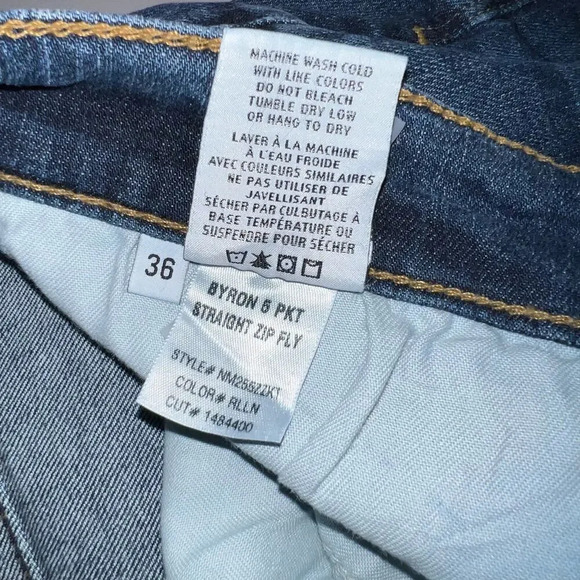 MACHINE WASH COLD
WITH LIKE COLORS
DO NOT BLEACH
TUMBLE DRY LOW
OR HANG TO DRY
LAVER À LA MACHINE
À L'EAU FROIDE
AVEC COULEURS SIMILAIRES
NE PAS UTILISER DE
JAVELLISANT
SÉCHER PAR CULBUTAGE À
BASE TEMPÉRATURE OU
SUSPENDRE POUR SÉCHER
36
BYRON 5 PKT
STRAIGHT ZIP FLY
STYLE# NM2552ZKT
COLOR# RLLN
CUT# 1484400